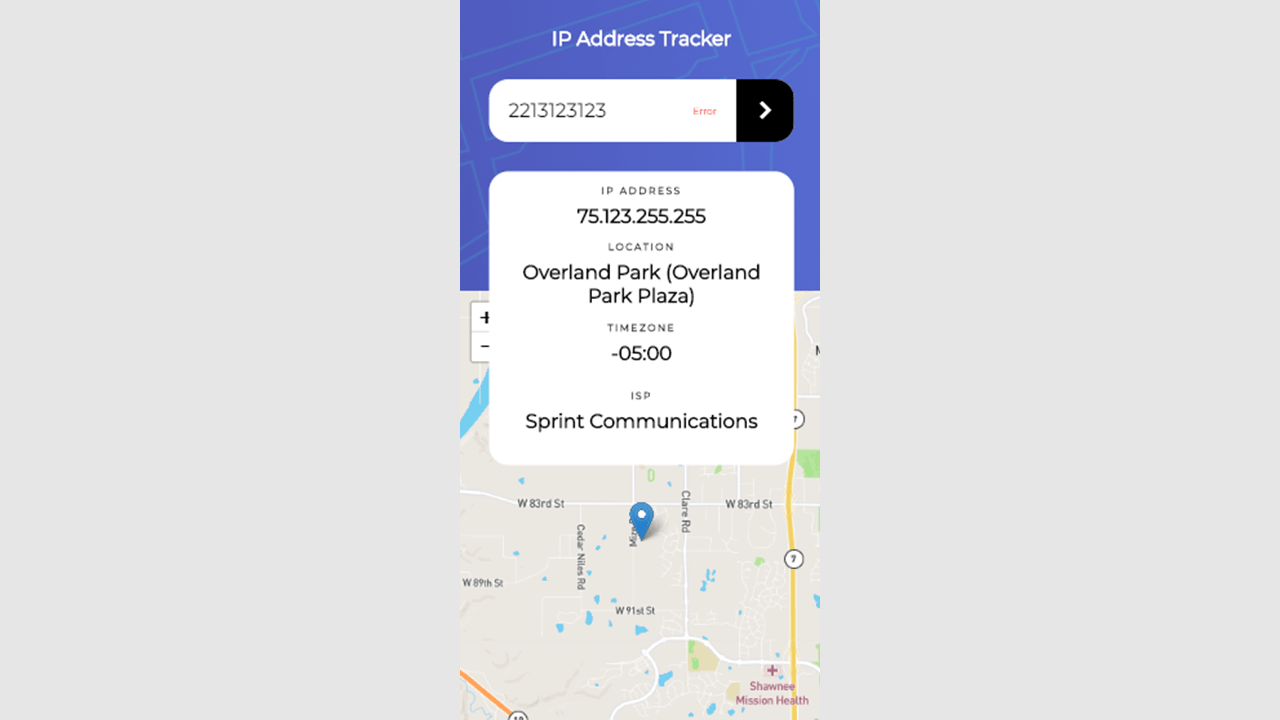 IP Address Tracker
2213123123
Error
IP ADDRESS
75.123.255.255
LOCATION
Overland Park (Overland
Park Plaza)
TIMEZONE
-05:00
ISP
Sprint Communications
+
−
7
W 83rd St
Clare Rd
W 83rd St
Cedar Niles Rd
7
W 89th St
W 91st St
Shawnee
Mission Health